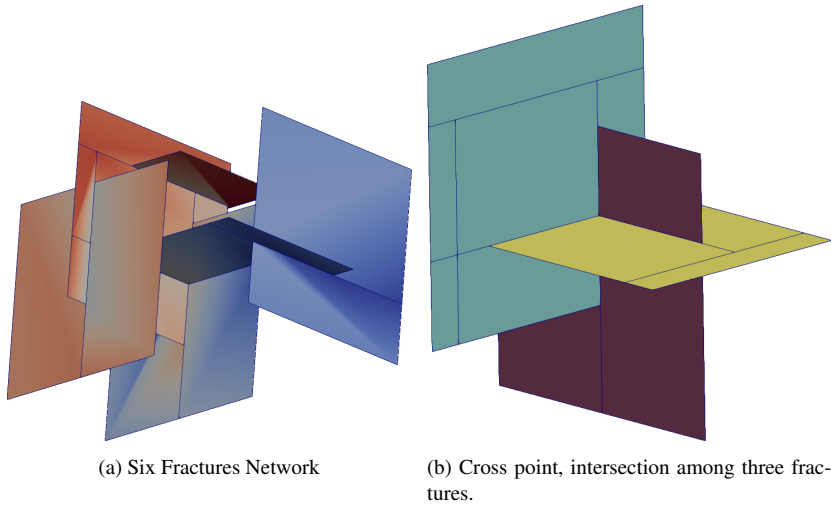 (a) Six Fractures Network
(b) Cross point, intersection among three frac-
tures.